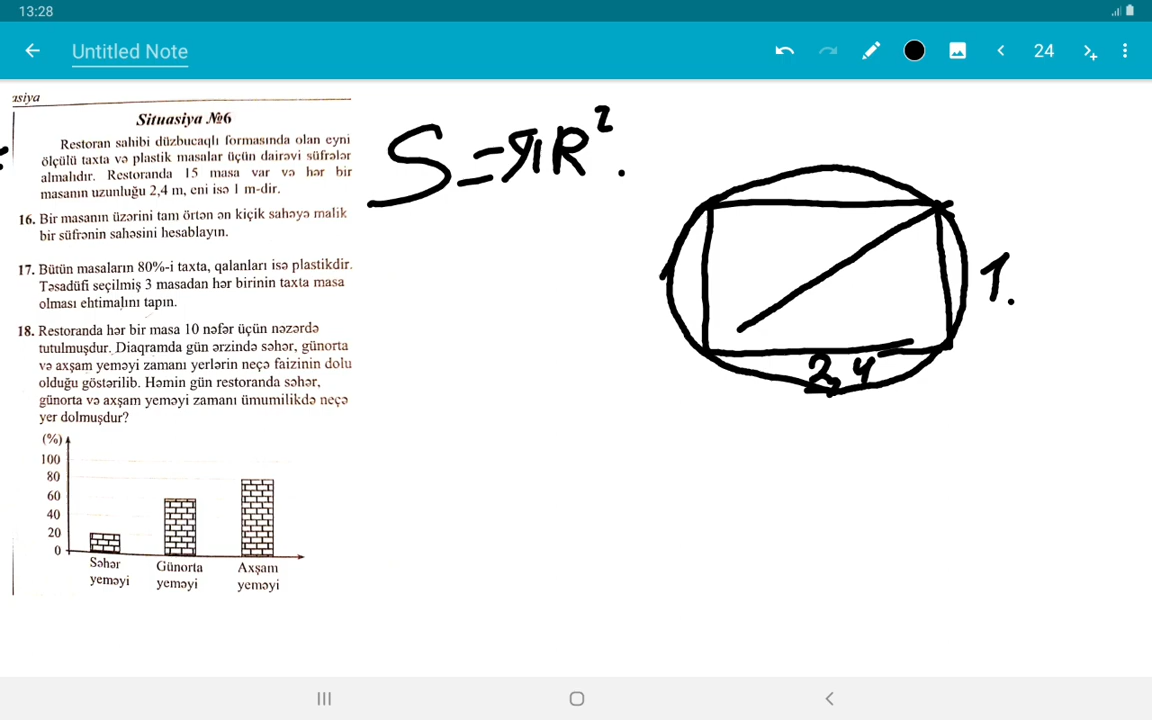 13:28
Untitled Note
24
asiya
Situasiya №6
Restoran sahibi düzbucaqlı formasında olan eyni
ölçülü taxta və plastik masalar üçün dairəvi süfrələr
almalıdır. Restoranda 15 masa var və hər bir
masanın uzunluğu 2,4 m, eni isə 1 m-dir.
16. Bir masanın üzərini tam örtən ən kiçik sahəyə malik
bir süfrənin sahəsini hesablayın.
17. Bütün masaların 80%-i taxta, qalanları isə plastikdir.
Təsadüfi seçilmiş 3 masadan hər birinin taxta masa
olması ehtimalını tapın.
18. Restoranda hər bir masa 10 nəfər üçün nəzərdə
tutulmuşdur. Diaqramda gün ərzində səhər, günorta
və axşam yeməyi zamanı yerlərin neçə faizinin dolu
olduğu göstərilib. Həmin gün restoranda səhər,
günorta və axşam yeməyi zamanı ümumilikdə neçə
yer dolmuşdur?
(%)
100
80
60
40
20
0
Səhər
yeməyi
Günorta
yeməyi
Axşam
yeməyi
S=πR².
1.
2,4